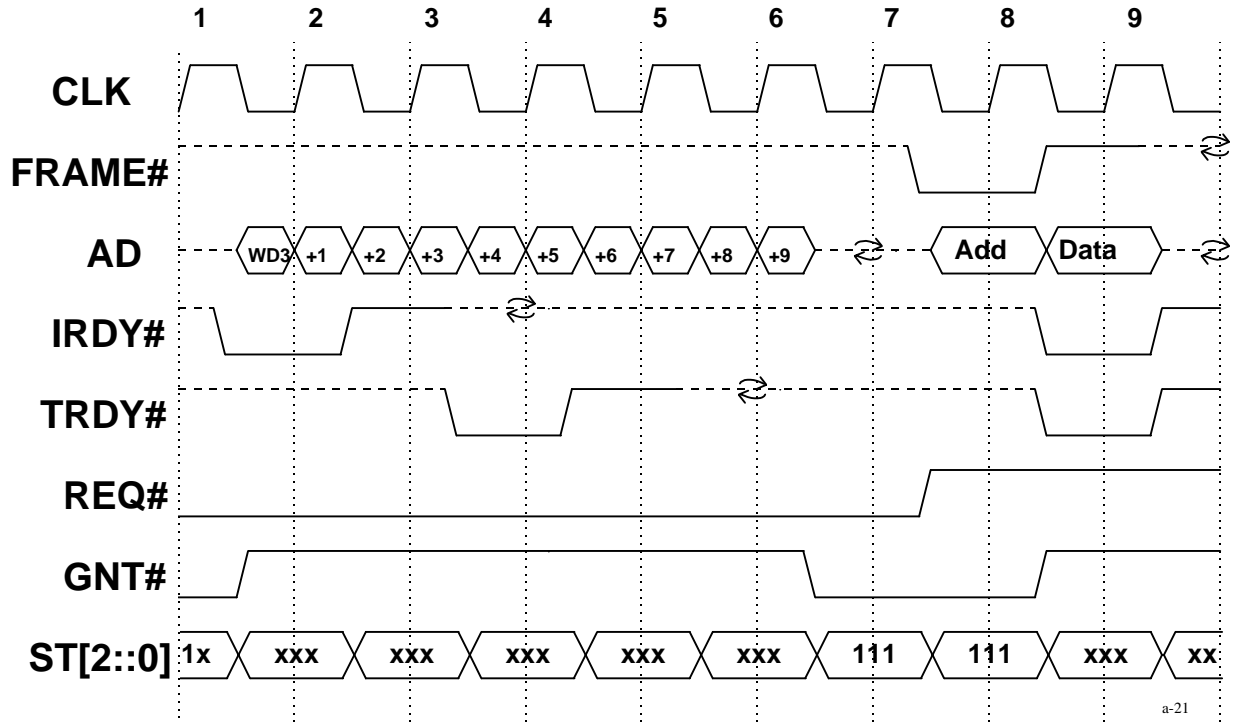 1 2 3 4 5 6 7 8 9
CLK
FRAME#
AD WD3 +1 +2 +3 +4 +5 +6 +7 +8 +9 Add Data
IRDY#
TRDY#
REQ#
GNT#
ST[2::0] 1x xxx xxx xxx xxx xxx 111 111 xxx xx
a-21